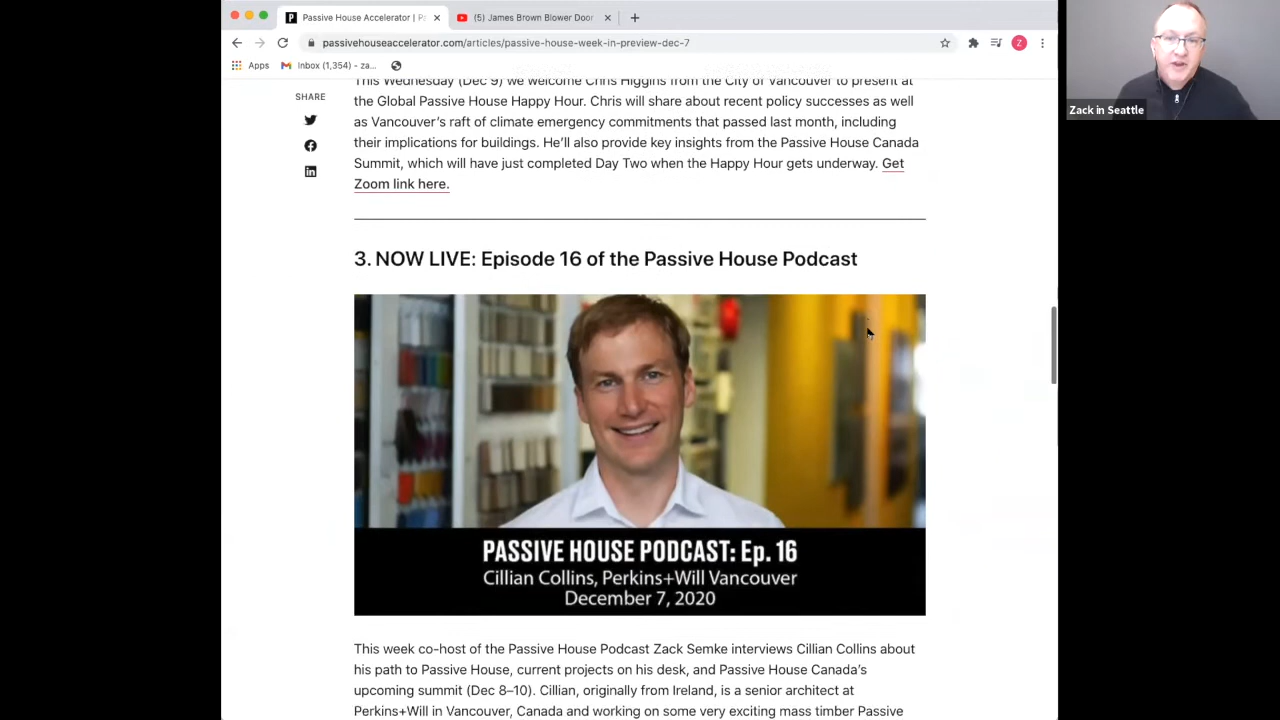 Passive House Accelerator | Pa
(5) James Brown Blower Door
passivehouseaccelerator.com/articles/passive-house-week-in-preview-dec-7
Z
Apps
Inbox (1,354) - za...
Zack in Seattle
SHARE
This Wednesday (Dec 9) we welcome Chris Higgins from the City of Vancouver to present at
the Global Passive House Happy Hour. Chris will share about recent policy successes as well
as Vancouver's raft of climate emergency commitments that passed last month, including
their implications for buildings. He'll also provide key insights from the Passive House Canada
Summit, which will have just completed Day Two when the Happy Hour gets underway. Get
Zoom link here.
3. NOW LIVE: Episode 16 of the Passive House Podcast
PASSIVE HOUSE PODCAST: Ep. 16
Cillian Collins, Perkins+Will Vancouver
December 7, 2020
This week co-host of the Passive House Podcast Zack Semke interviews Cillian Collins about
his path to Passive House, current projects on his desk, and Passive House Canada's
upcoming summit (Dec 8–10). Cillian, originally from Ireland, is a senior architect at
Perkins+Will in Vancouver, Canada and working on some very exciting mass timber Passive